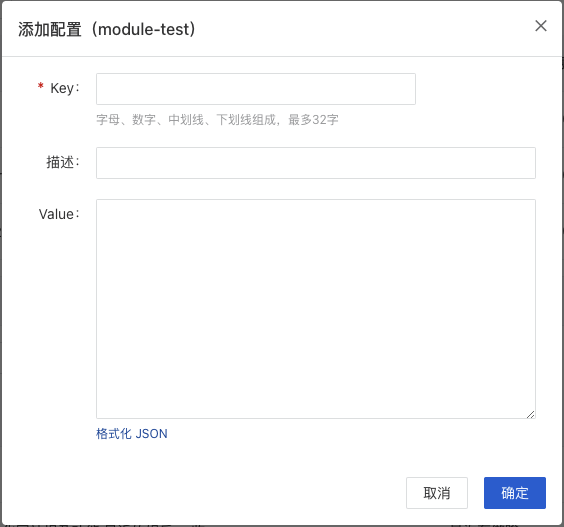 添加配置（module-test）
* Key：
字母、数字、中划线、下划线组成，最多32字
描述：
Value：
格式化 JSON
取消
确定